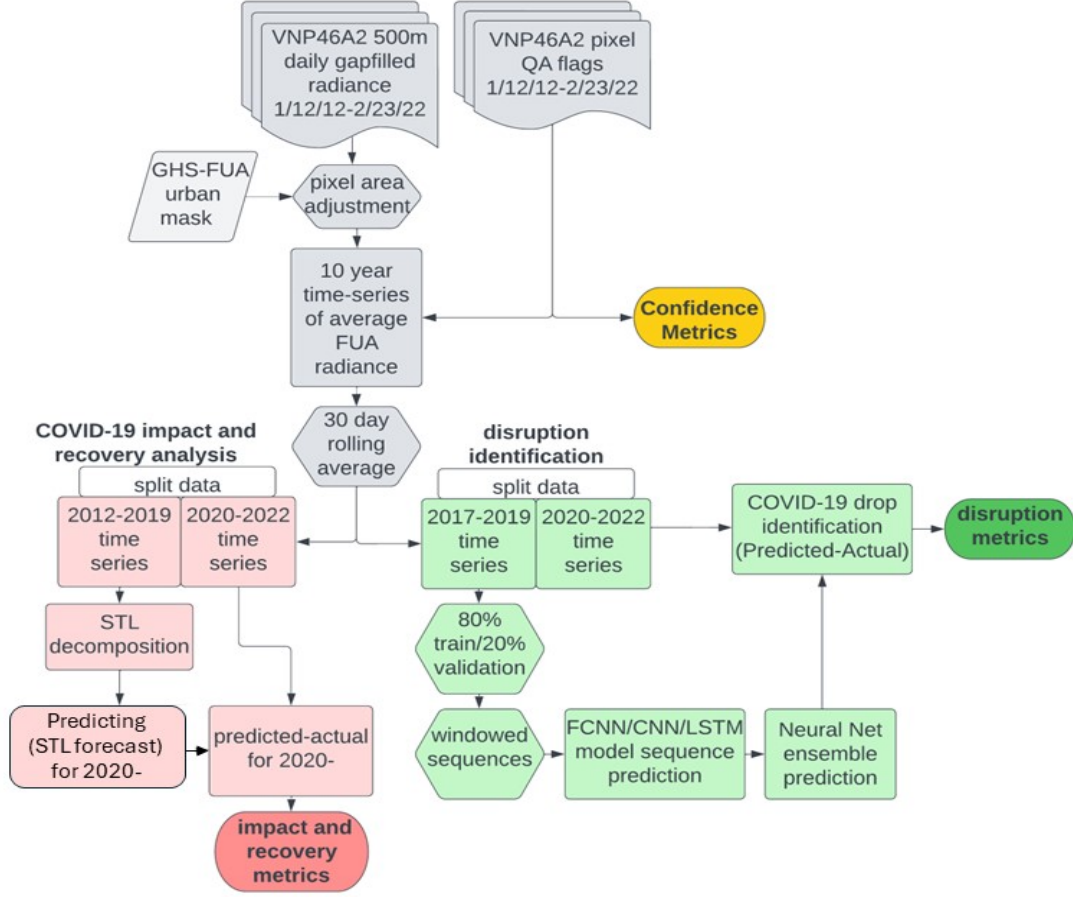 VNP46A2 500m
daily gapfilled
radiance
1/12/12-2/23/22
VNP46A2 pixel
QA flags
1/12/12-2/23/22
GHS-FUA
urban
mask
pixel area
adjustment
10 year
time-series
of average
FUA
radiance
Confidence
Metrics
30 day
rolling
average
COVID-19 impact and
recovery analysis
split data
2012-2019
time
series
2020-2022
time
series
STL
decomposition
Predicting
(STL forecast)
for 2020-
predicted-actual
for 2020-
impact and
recovery
metrics
disruption
identification
split data
2017-2019
time
series
2020-2022
time
series
80%
train/20%
validation
windowed
sequences
FCNN/CNN/LSTM
model sequence
prediction
Neural Net
ensemble
prediction
COVID-19 drop
identification
(Predicted-Actual)
disruption
metrics